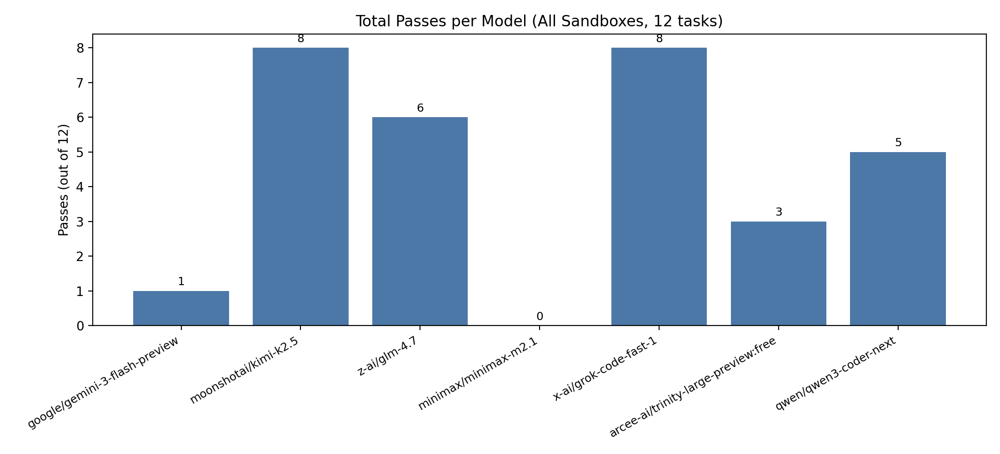 Total Passes per Model (All Sandboxes, 12 tasks)
Passes (out of 12)
8
7
6
5
4
3
2
1
0
1
8
6
0
8
3
5
google/gemini-3-flash-preview
moonshotai/kimi-k2.5
z-ai/glm-4.7
minimax/minimax-m2.1
x-ai/grok-code-fast-1
arcee-ai/trinity-large-preview:free
qwen/qwen3-coder-next